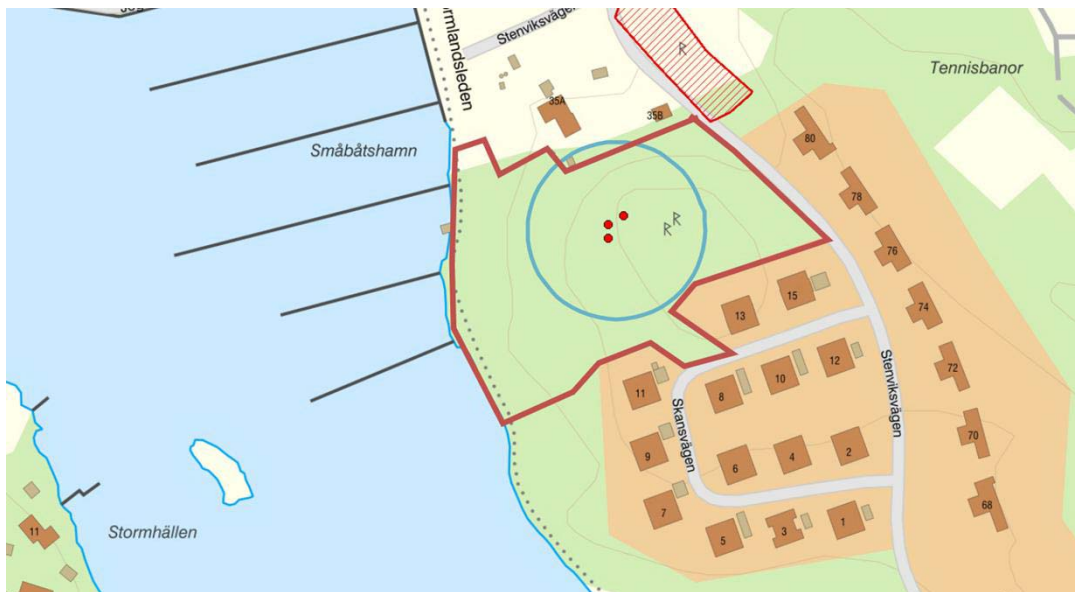 Stenviksvägen
rmlandsleden
Småbåtshamn
Tennisbanor
35A
35B
80
78
76
74
72
70
68
15
13
12
10
8
11
9
7
6
4
2
5
3
1
Skansvägen
Stenviksvägen
Stormhällen
11